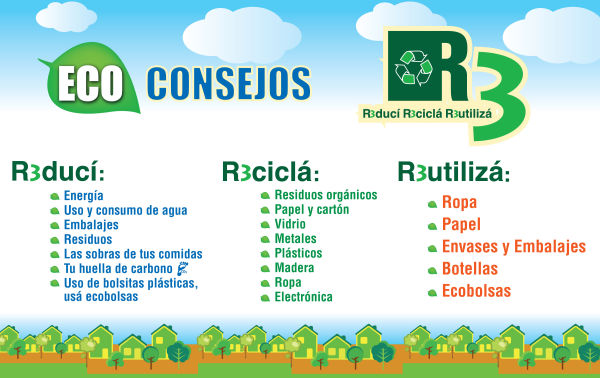 ECO CONSEJOS
R3
R3ducí R3ciclá R3utilizá
R3ducí:
Energía
Uso y consumo de agua
Embalajes
Residuos
Las sobras de tus comidas
Tu huella de carbono
Uso de bolsitas plásticas,
usá ecobolsas
R3ciclá:
Residuos orgánicos
Papel y cartón
Vidrio
Metales
Plásticos
Madera
Ropa
Electrónica
R3utilizá:
Ropa
Papel
Envases y Embalajes
Botellas
Ecobolsas